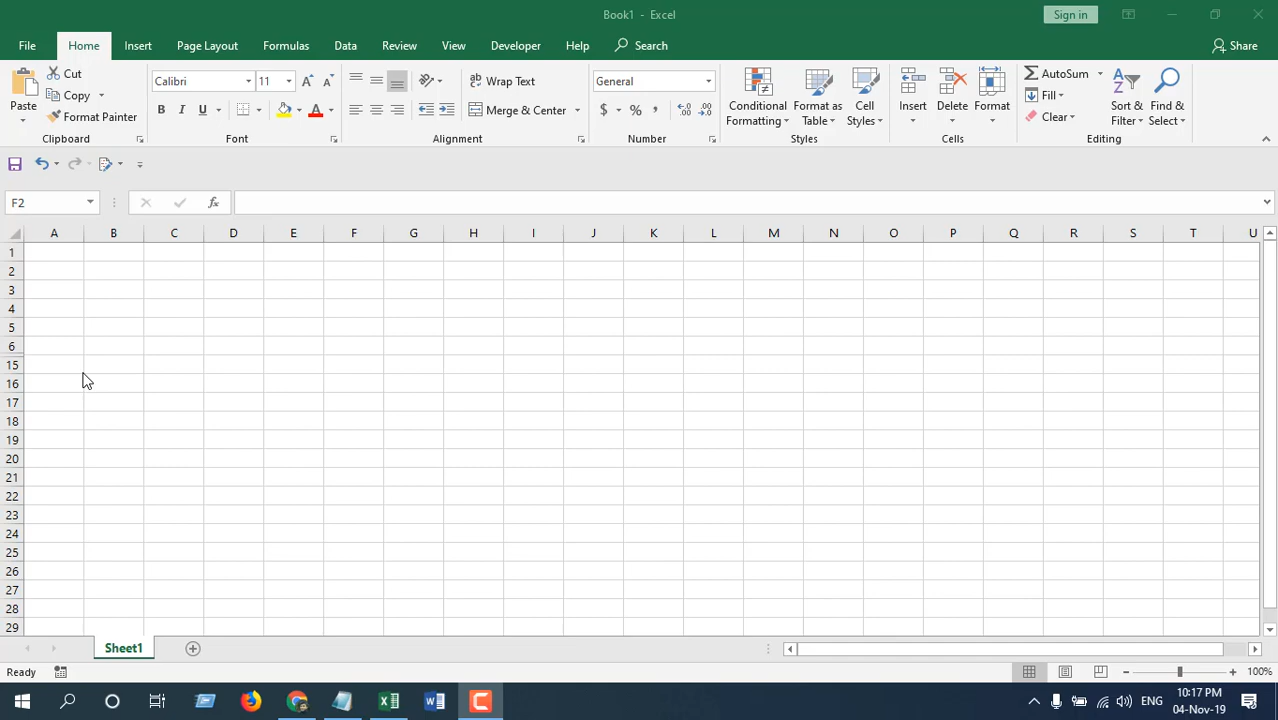 Book1 - Excel
Sign in
File Home Insert Page Layout Formulas Data Review View Developer Help Search Share
Cut Calibri 11 Wrap Text General AutoSum
Copy Fill
Paste Format Painter Merge & Center $ % , Conditional Formatting Format as Table Cell Styles Insert Delete Format Clear Sort & Filter Find & Select
B I U A
Clipboard Font Alignment Number Styles Cells Editing
F2 fx
A B C D E F G H I J K L M N O P Q R S T U
1
2
3
4
5
6
15
16
17
18
19
20
21
22
23
24
25
26
27
28
29
Sheet1
Ready 100%
ENG 10:17 PM
04-Nov-19